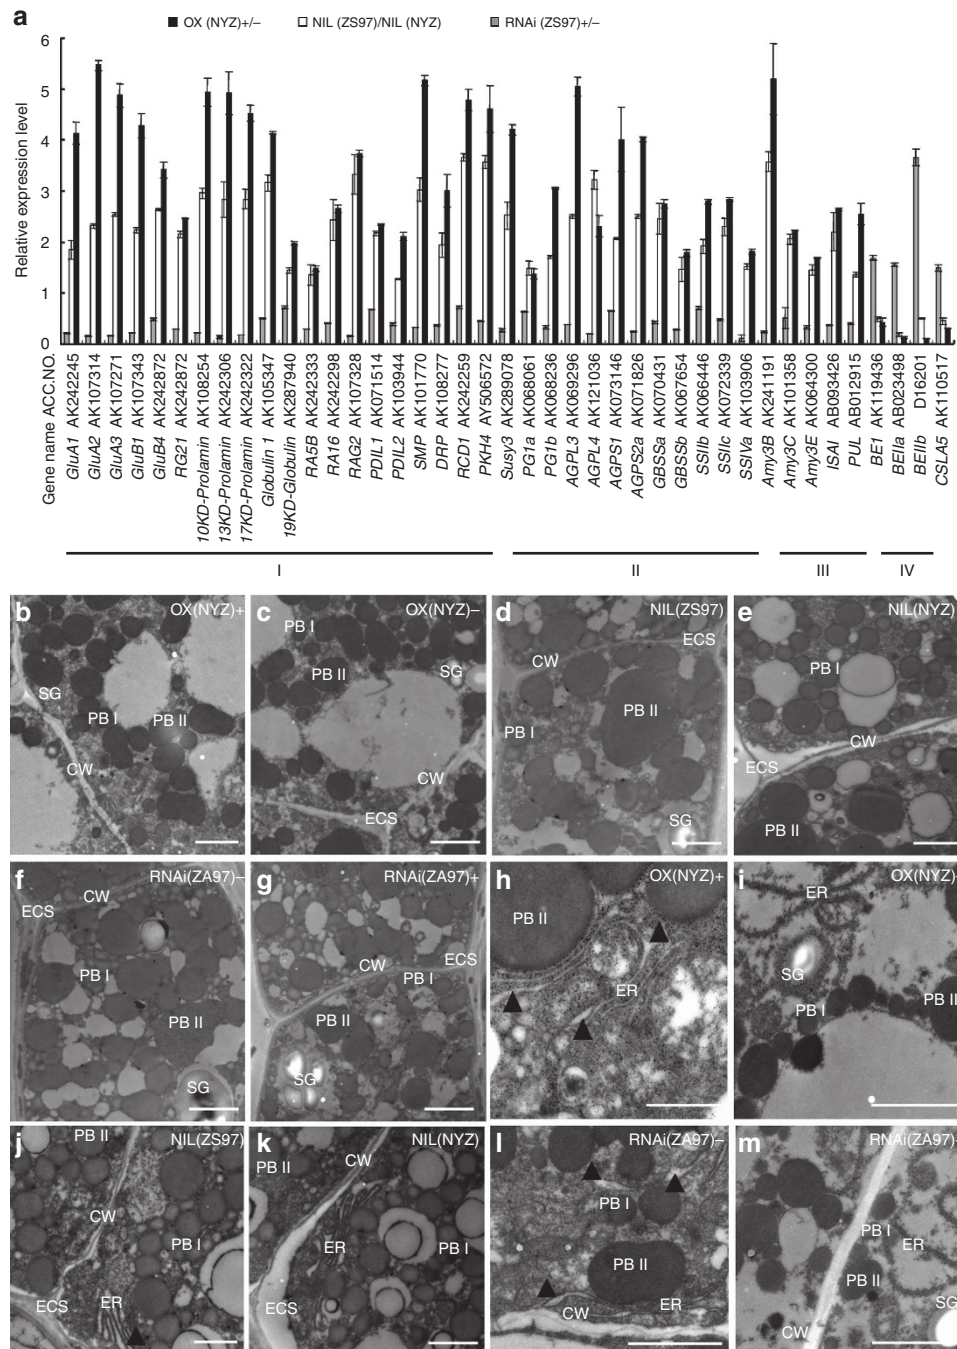 a
OX (NYZ)+/– NIL (ZS97)/NIL (NYZ) RNAi (ZS97)+/–
Relative expression level
6
5
4
3
2
1
0
Gene name ACC.NO.
GluA1 AK242245
GluA2 AK107314
GluA3 AK107271
GluB1 AK107343
GluB4 AK242872
RG21 AK242872
10KD-Prolamin AK108254
13KD-Prolamin AK242306
17KD-Prolamin AK242322
Globulin 1 AK105347
19KD-Globulin AK287940
RA5B AK242333
RA16 AK242298
RAG2 AK107328
PDIL1 AK071514
PDIL2 AK103944
SMP AK101770
DRP AK108277
RCD1 AK242259
PKH4 AY506572
Susy3 AK289078
PG1a AK068061
PG1b AK068236
AGPL3 AK069296
AGPL4 AK121036
AGPS1 AK073146
AGPS2a AK071826
GBSSa AK070431
GBSSb AK067654
SSIIb AK066446
SSIIc AK072339
SSIVa AK103906
Amy3B AK241191
Amy3C AK101358
Amy3E AK064300
ISAI AB093426
PUL AB012915
BE1 AK119436
BEIIa AB023498
BEIIb D16201
CSLA5 AK110517
I II III IV
b OX(NYZ)+
SG
PB I PB II
CW
c OX(NYZ)–
PB I
PB II SG
CW
ECS
d NIL(ZS97)
ECS
CW
PB II
PB I
SG
e NIL(NYZ)
PB I
CW
ECS
PB II
f RNAi(ZA97)–
CW
ECS
PB I
PB II
SG
g RNAi(ZA97)+
ECS
CW
PB I
PB II
SG
h OX(NYZ)+
PB II
ER
i OX(NYZ)
ER
SG
PB I PB II
j PB II NIL(ZS97)
CW
PB I
ER
ECS
k NIL(NYZ)
CW
PB II
ER PB I
ECS
l RNAi(ZA97)–
PB I
PB II
CW ER
m RNAi(ZA97)
PB I
ER
PB II
SG
CW